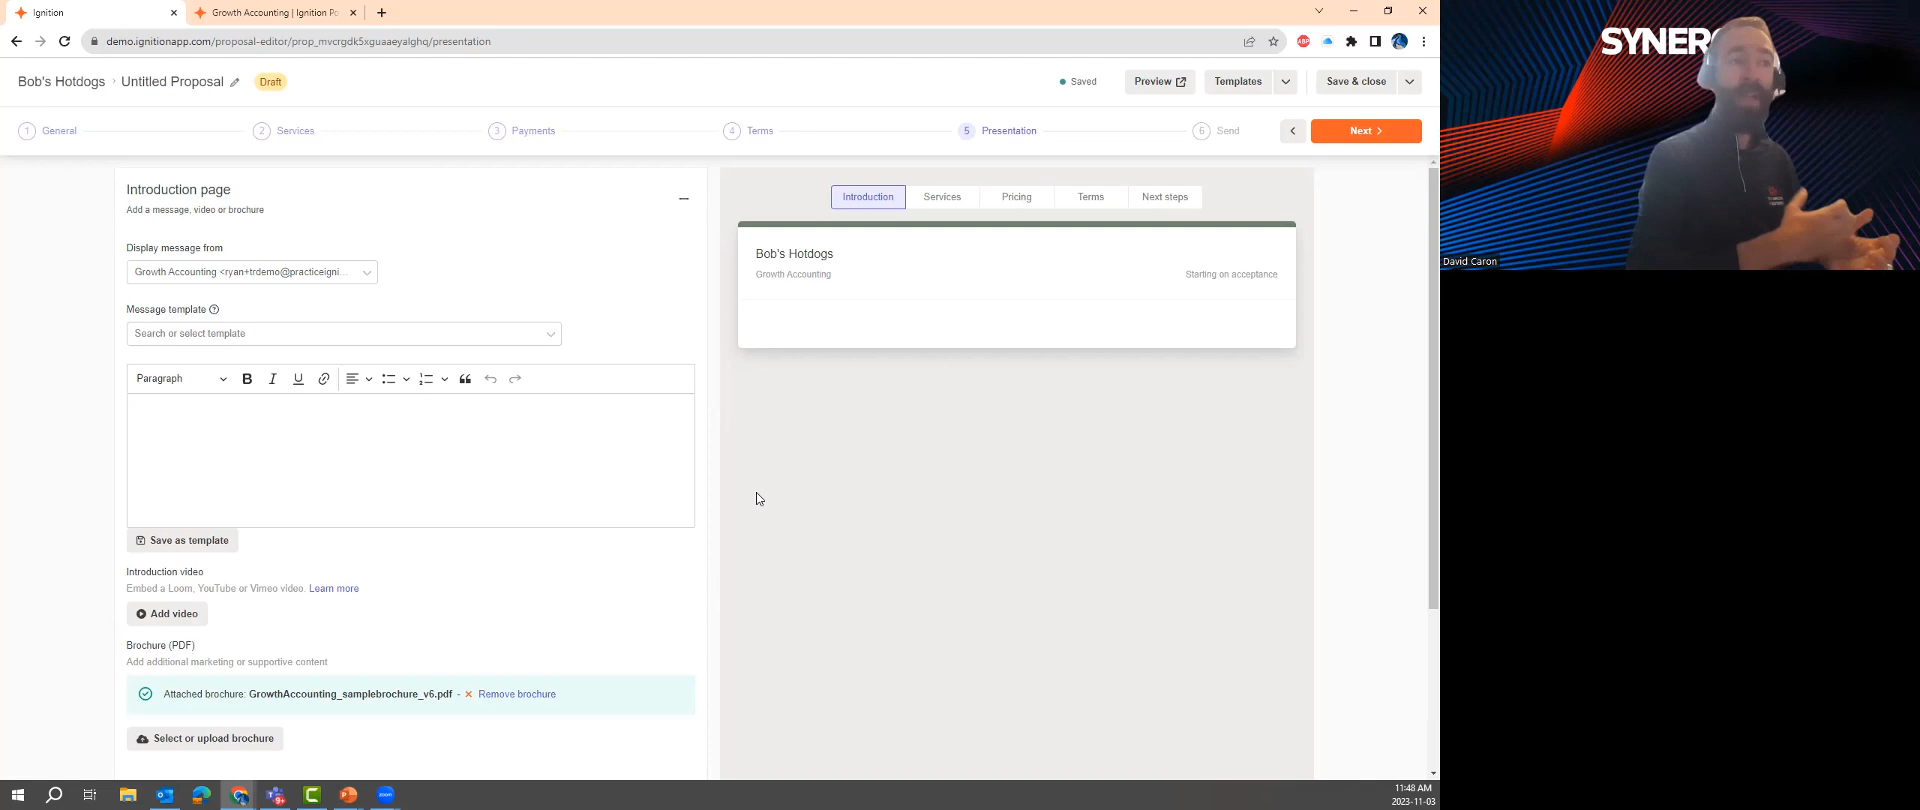 Ignition
Growth Accounting | Ignition Po
demo.ignitionapp.com/proposal-editor/prop_mvcrgdk5xguaaeyalghq/presentation
ABP
SYNER
Bob's Hotdogs > Untitled Proposal Draft
Saved Preview Templates Save & close
1 General 2 Services 3 Payments 4 Terms 5 Presentation 6 Send Next
Introduction page
Add a message, video or brochure
Display message from
Growth Accounting <ryan+trdemo@practiceigni...
Message template
Search or select template
Paragraph B I U
Save as template
Introduction video
Embed a Loom, YouTube or Vimeo video. Learn more
Add video
Brochure (PDF)
Add additional marketing or supportive content
Attached brochure: GrowthAccounting_samplebrochure_v6.pdf - × Remove brochure
Select or upload brochure
Introduction Services Pricing Terms Next steps
Bob's Hotdogs
Growth Accounting Starting on acceptance
David Caron
11:48 AM
2023-11-03